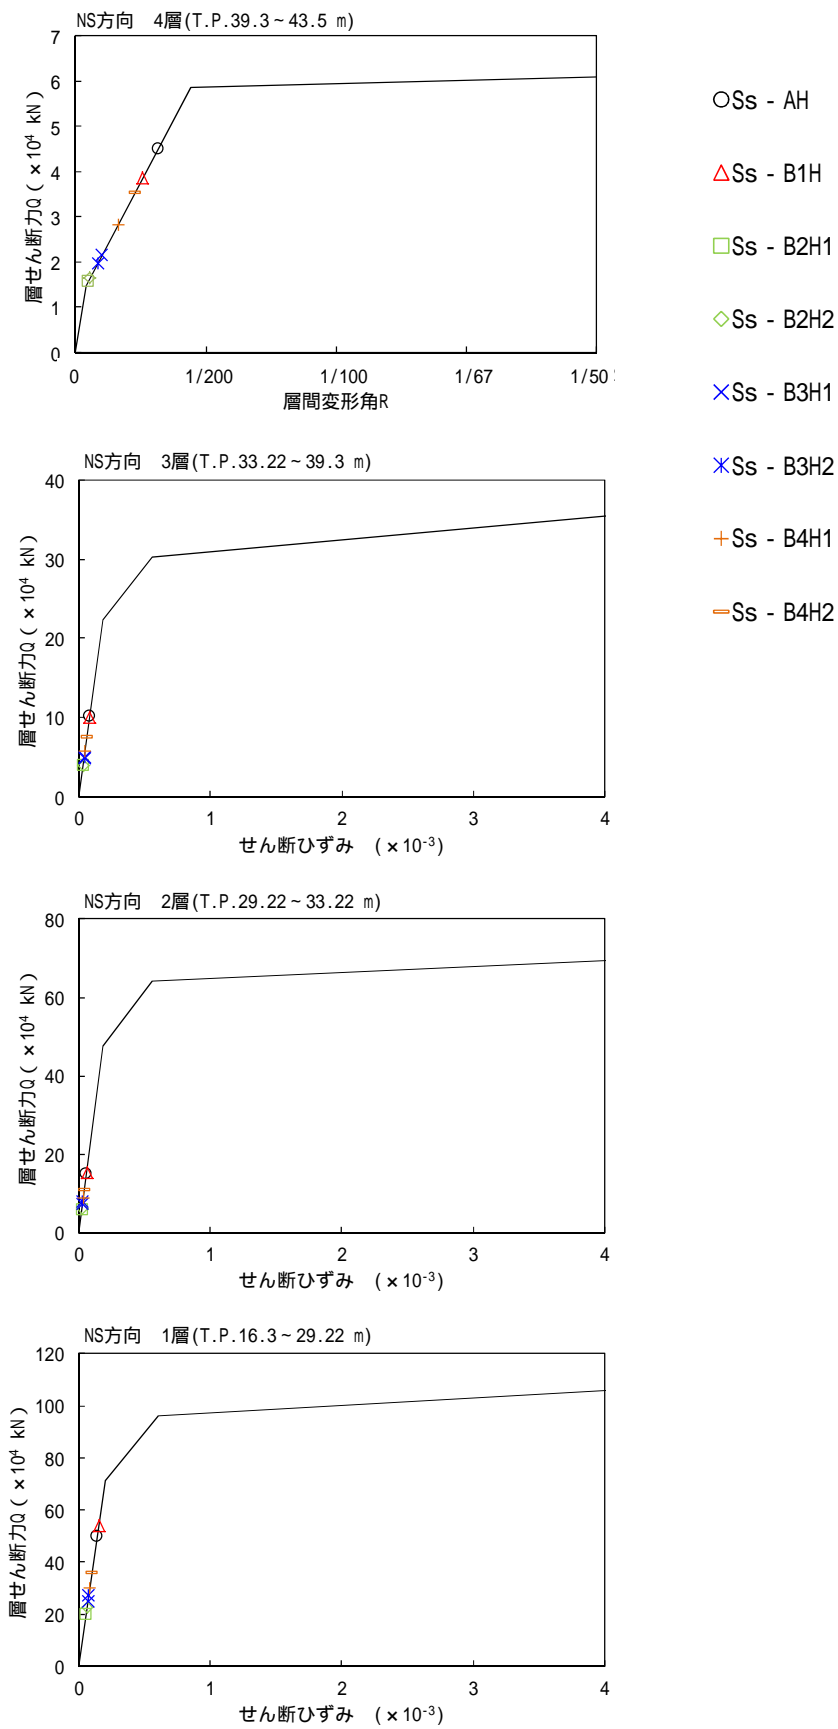 NS方向 4層(T.P.39.3~43.5 m)
層せん断力Q(×10⁴ kN)
7
6
5
4
3
2
1
0
0 1/200 1/100 1/67 1/50
層間変形角R
Ss - AH
Ss - B1H
Ss - B2H1
Ss - B2H2
Ss - B3H1
Ss - B3H2
Ss - B4H1
Ss - B4H2
NS方向 3層(T.P.33.22~39.3 m)
層せん断力Q(×10⁴ kN)
40
30
20
10
0
0 1 2 3 4
せん断ひずみ (×10⁻³)
NS方向 2層(T.P.29.22~33.22 m)
層せん断力Q(×10⁴ kN)
80
60
40
20
0
0 1 2 3 4
せん断ひずみ (×10⁻³)
NS方向 1層(T.P.16.3~29.22 m)
層せん断力Q(×10⁴ kN)
120
100
80
60
40
20
0
0 1 2 3 4
せん断ひずみ (×10⁻³)